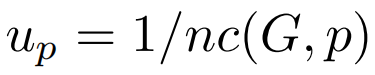 u_p = 1/nc(G, p)